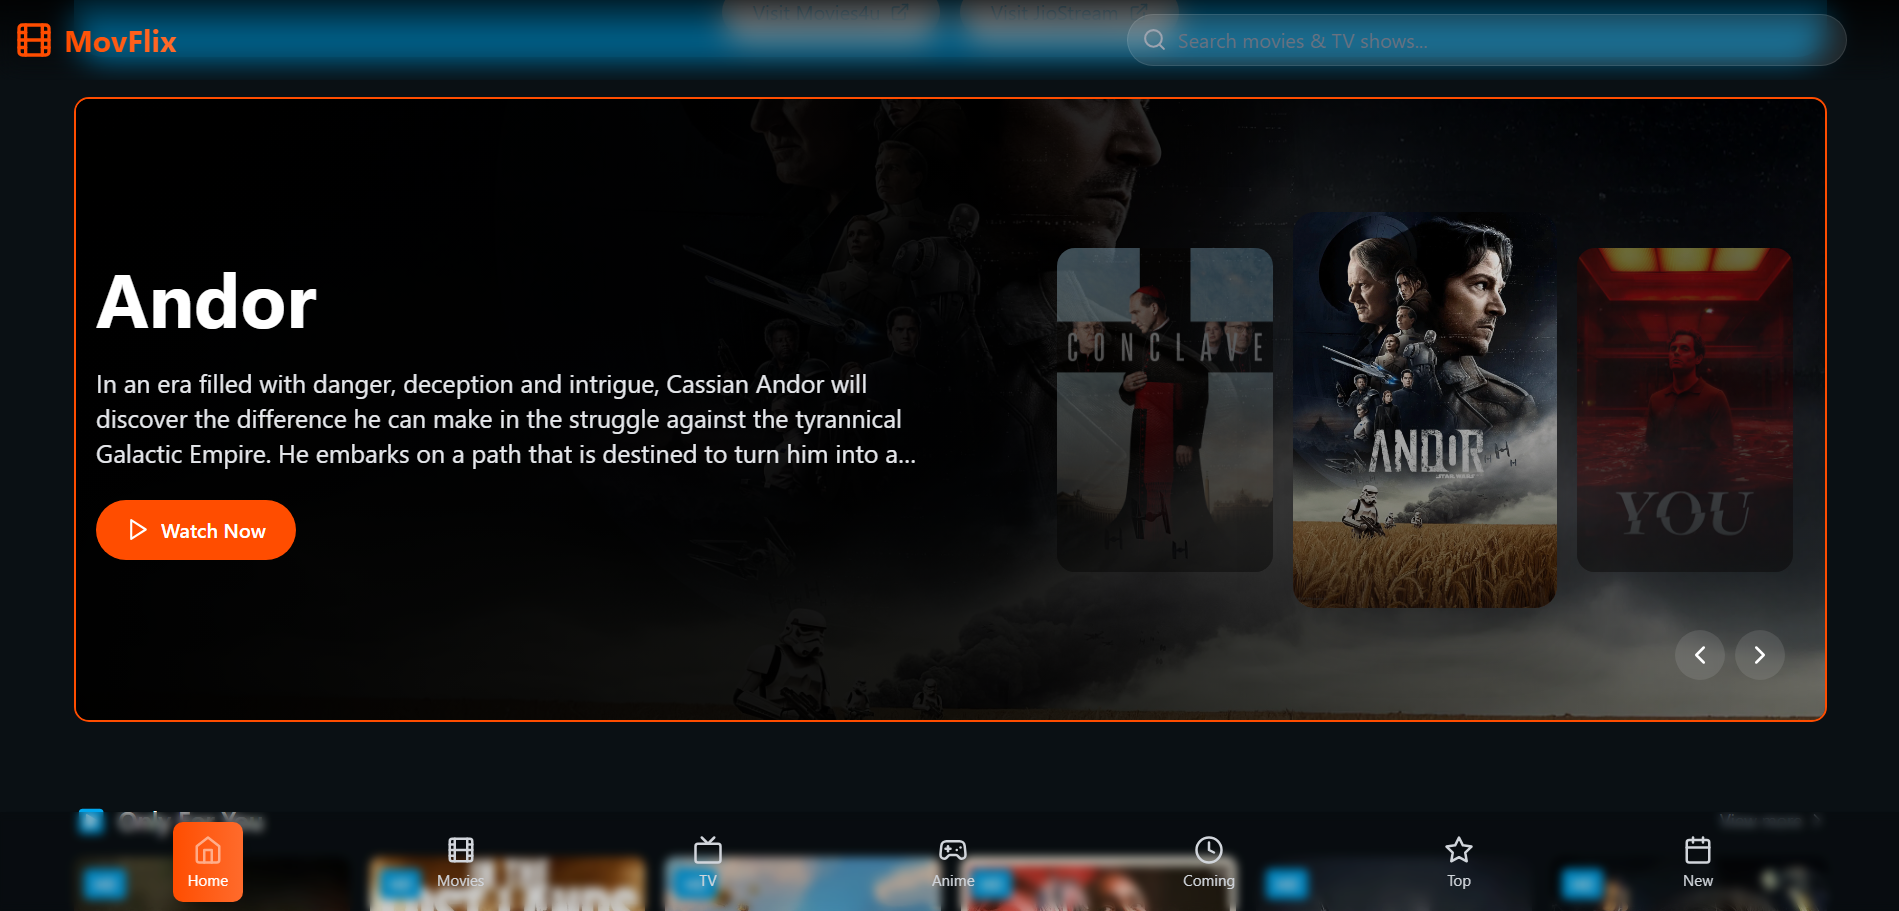 Visit Movies4u
Visit JioStream
MovFlix
Search movies & TV shows...
Andor
In an era filled with danger, deception and intrigue, Cassian Andor will
discover the difference he can make in the struggle against the tyrannical
Galactic Empire. He embarks on a path that is destined to turn him into a...
Watch Now
CONCLAVE
ANDOR
STAR WARS
YOU
Only For You
View more
Home
Movies
TV
Anime
Coming
Top
New